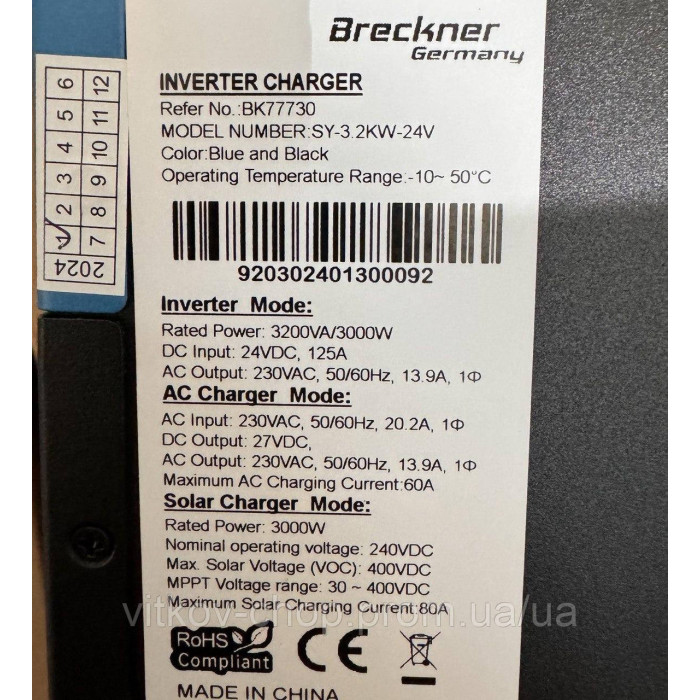 Breckner
Germany
INVERTER CHARGER
Refer No.:BK77730
MODEL NUMBER:SY-3.2KW-24V
Color:Blue and Black
Operating Temperature Range:-10~ 50°C
920302401300092
Inverter Mode:
Rated Power: 3200VA/3000W
DC Input: 24VDC, 125A
AC Output: 230VAC, 50/60Hz, 13.9A, 1Φ
AC Charger Mode:
AC Input: 230VAC, 50/60Hz, 20.2A, 1Φ
DC Output: 27VDC,
AC Output: 230VAC, 50/60Hz, 13.9A, 1Φ
Maximum AC Charging Current:60A
Solar Charger Mode:
Rated Power: 3000W
Nominal operating voltage: 240VDC
Max. Solar Voltage (VOC): 400VDC
MPPT Voltage range: 30 ~ 400VDC
Maximum Solar Charging Current:80A
RoHS
Compliant
CE
MADE IN CHINA
2024
1 2 3 4 5 6
7 8 9 10 11 12
vitkov-chop.prom.ua/ua